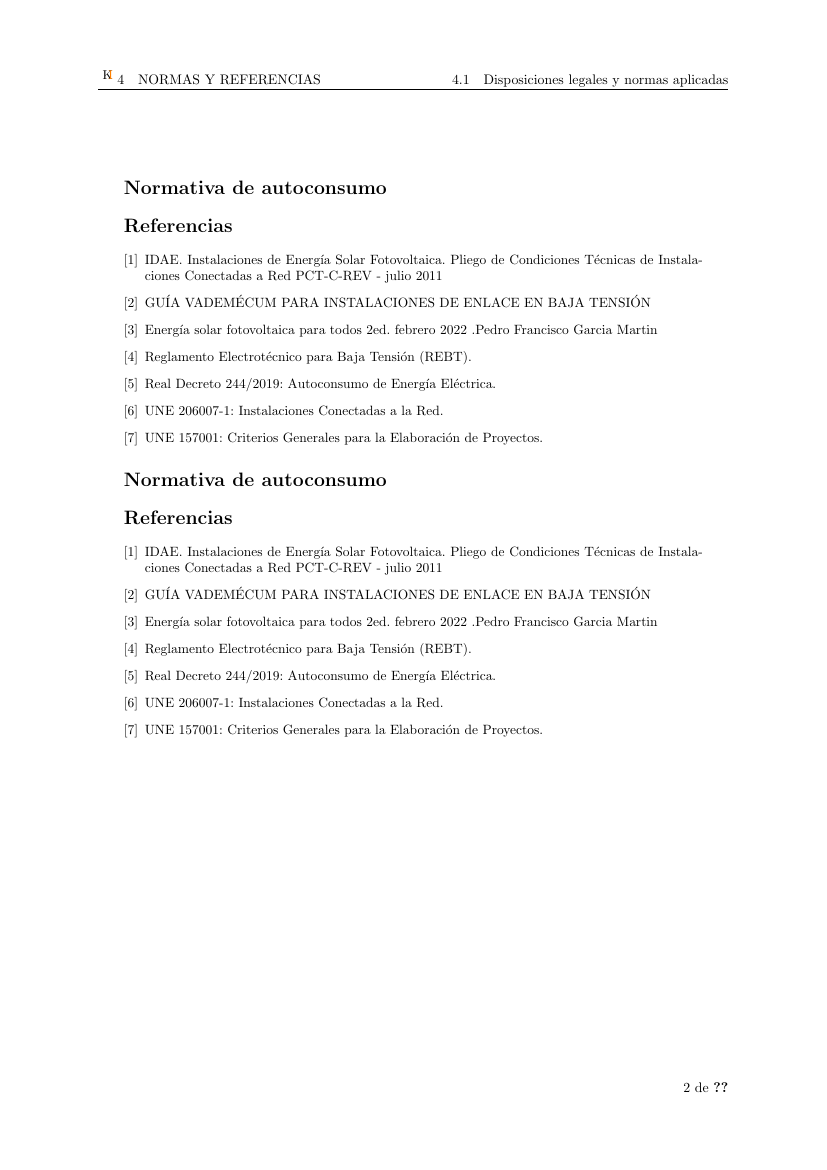 K 4 NORMAS Y REFERENCIAS 4.1 Disposiciones legales y normas aplicadas
Normativa de autoconsumo
Referencias
[1] IDAE. Instalaciones de Energía Solar Fotovoltaica. Pliego de Condiciones Técnicas de Instala-
ciones Conectadas a Red PCT-C-REV - julio 2011
[2] GUÍA VADEMÉCUM PARA INSTALACIONES DE ENLACE EN BAJA TENSIÓN
[3] Energía solar fotovoltaica para todos 2ed. febrero 2022 .Pedro Francisco Garcia Martin
[4] Reglamento Electrotécnico para Baja Tensión (REBT).
[5] Real Decreto 244/2019: Autoconsumo de Energía Eléctrica.
[6] UNE 206007-1: Instalaciones Conectadas a la Red.
[7] UNE 157001: Criterios Generales para la Elaboración de Proyectos.
Normativa de autoconsumo
Referencias
[1] IDAE. Instalaciones de Energía Solar Fotovoltaica. Pliego de Condiciones Técnicas de Instala-
ciones Conectadas a Red PCT-C-REV - julio 2011
[2] GUÍA VADEMÉCUM PARA INSTALACIONES DE ENLACE EN BAJA TENSIÓN
[3] Energía solar fotovoltaica para todos 2ed. febrero 2022 .Pedro Francisco Garcia Martin
[4] Reglamento Electrotécnico para Baja Tensión (REBT).
[5] Real Decreto 244/2019: Autoconsumo de Energía Eléctrica.
[6] UNE 206007-1: Instalaciones Conectadas a la Red.
[7] UNE 157001: Criterios Generales para la Elaboración de Proyectos.
2 de ??